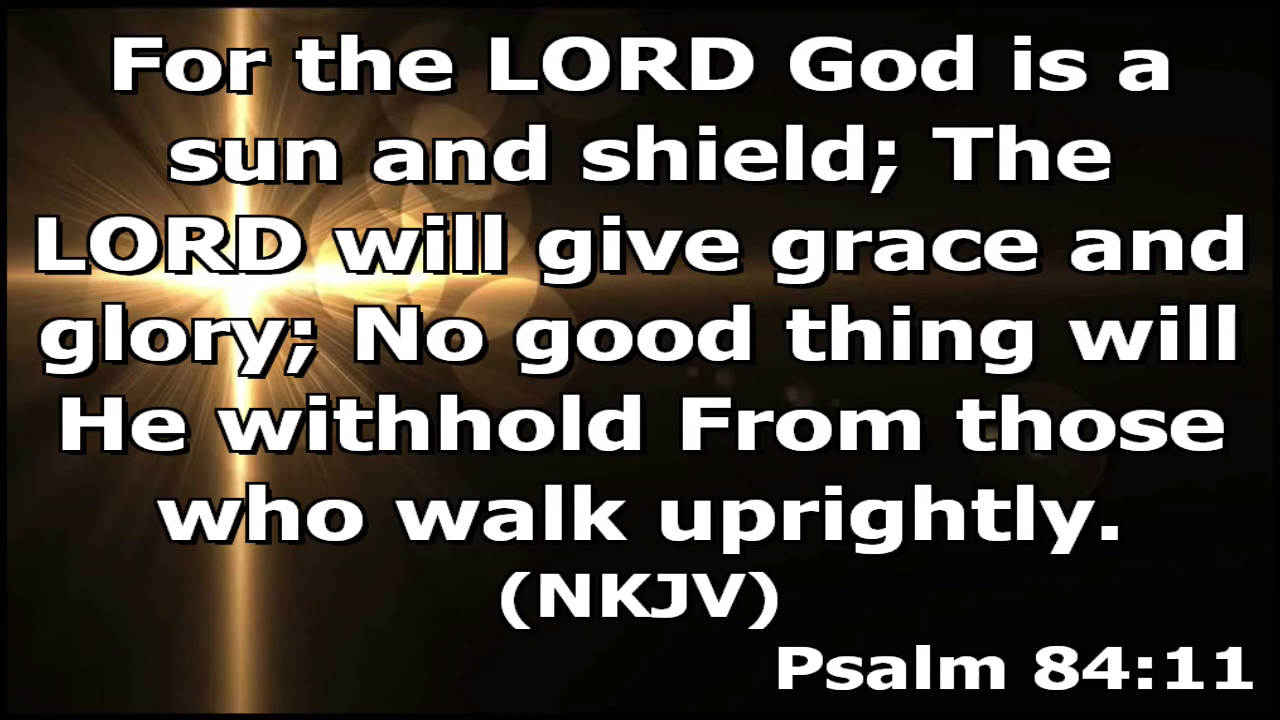 For the LORD God is a
sun and shield; The
LORD will give grace and
glory; No good thing will
He withhold From those
who walk uprightly.
(NKJV)
Psalm 84:11